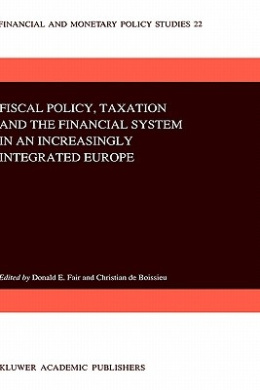 FINANCIAL AND MONETARY POLICY STUDIES 22
FISCAL POLICY, TAXATION
AND THE FINANCIAL SYSTEM
IN AN INCREASINGLY
INTEGRATED EUROPE
Edited by Donald E. Fair and Christian de Boissieu
KLUWER ACADEMIC PUBLISHERS